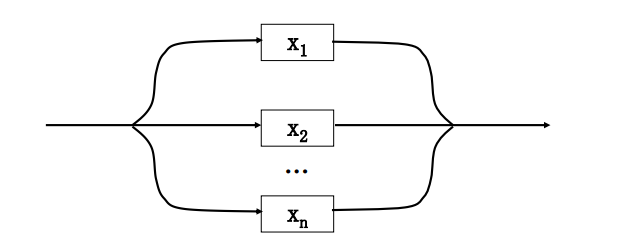 x₁
x₂
...
xₙ